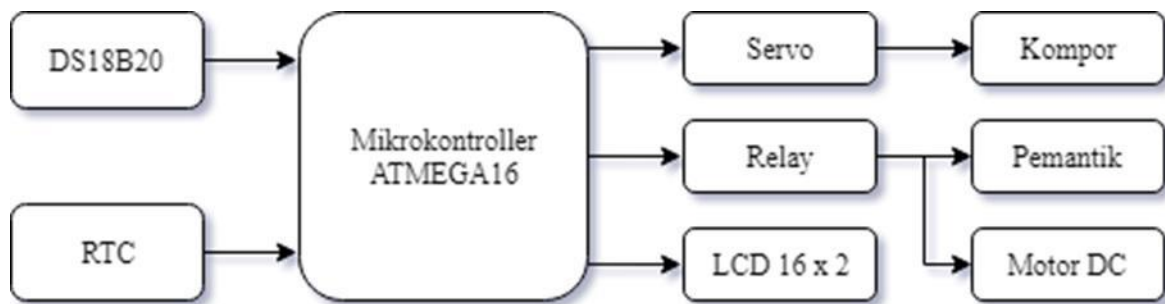 DS18B20
RTC
Mikrokontroller
ATMEGA16
Servo
Kompor
Relay
Pemantik
LCD 16 x 2
Motor DC